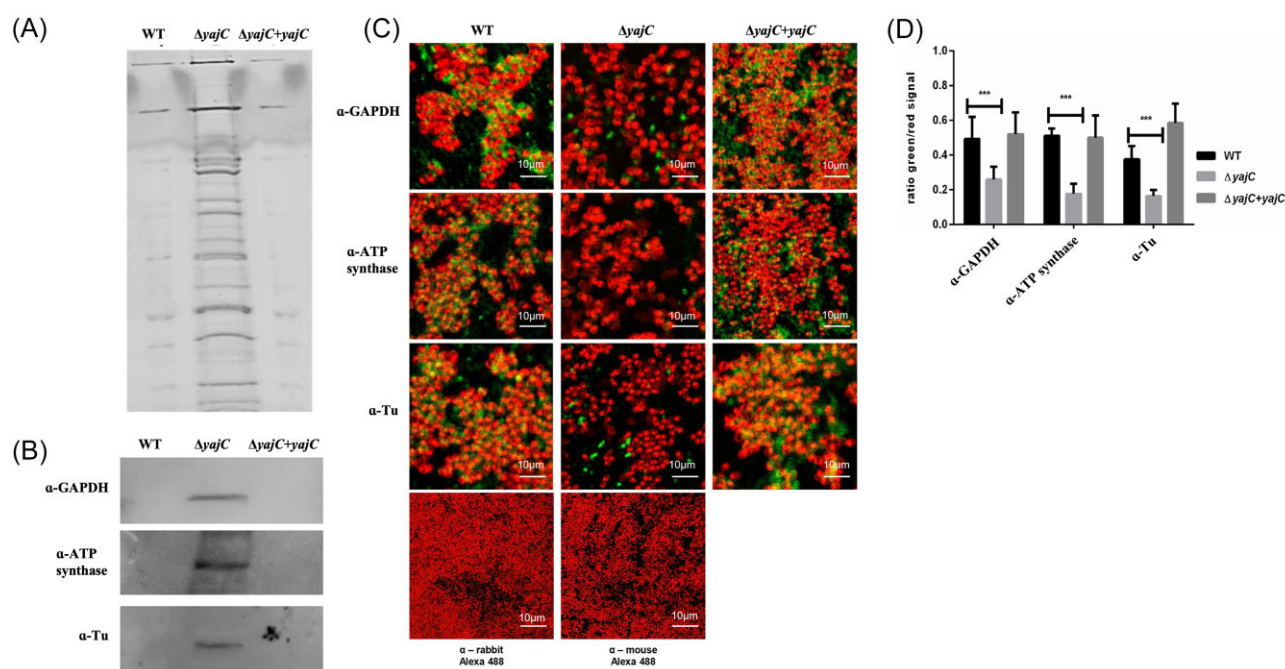 (A)
WT ΔyajC ΔyajC+yajC
(B)
WT ΔyajC ΔyajC+yajC
α-GAPDH
α-ATP
synthase
α-Tu
(C)
WT ΔyajC ΔyajC+yajC
α-GAPDH
10μm 10μm 10μm
α-ATP
synthase
10μm 10μm 10μm
α-Tu
10μm 10μm 10μm
10μm 10μm
α – rabbit
Alexa 488
α – mouse
Alexa 488
(D)
ratio green/red signal
1.0
0.8
0.6
0.4
0.2
0.0
*** *** ***
α-GAPDH
α-ATP synthase
α-Tu
WT
ΔyajC
ΔyajC+yajC